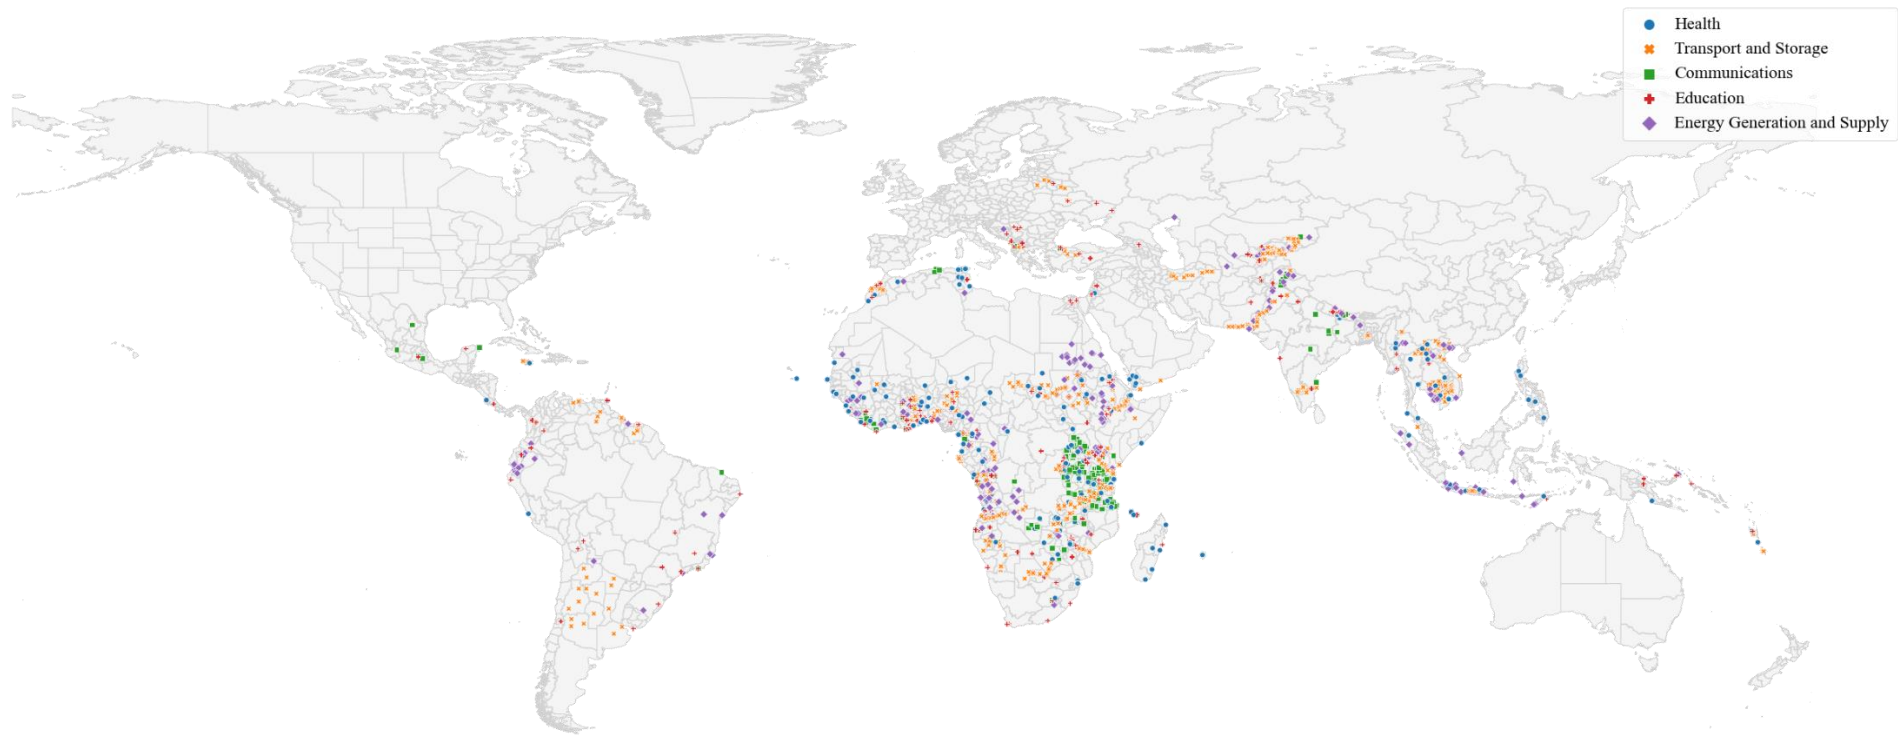 Health
Transport and Storage
Communications
Education
Energy Generation and Supply